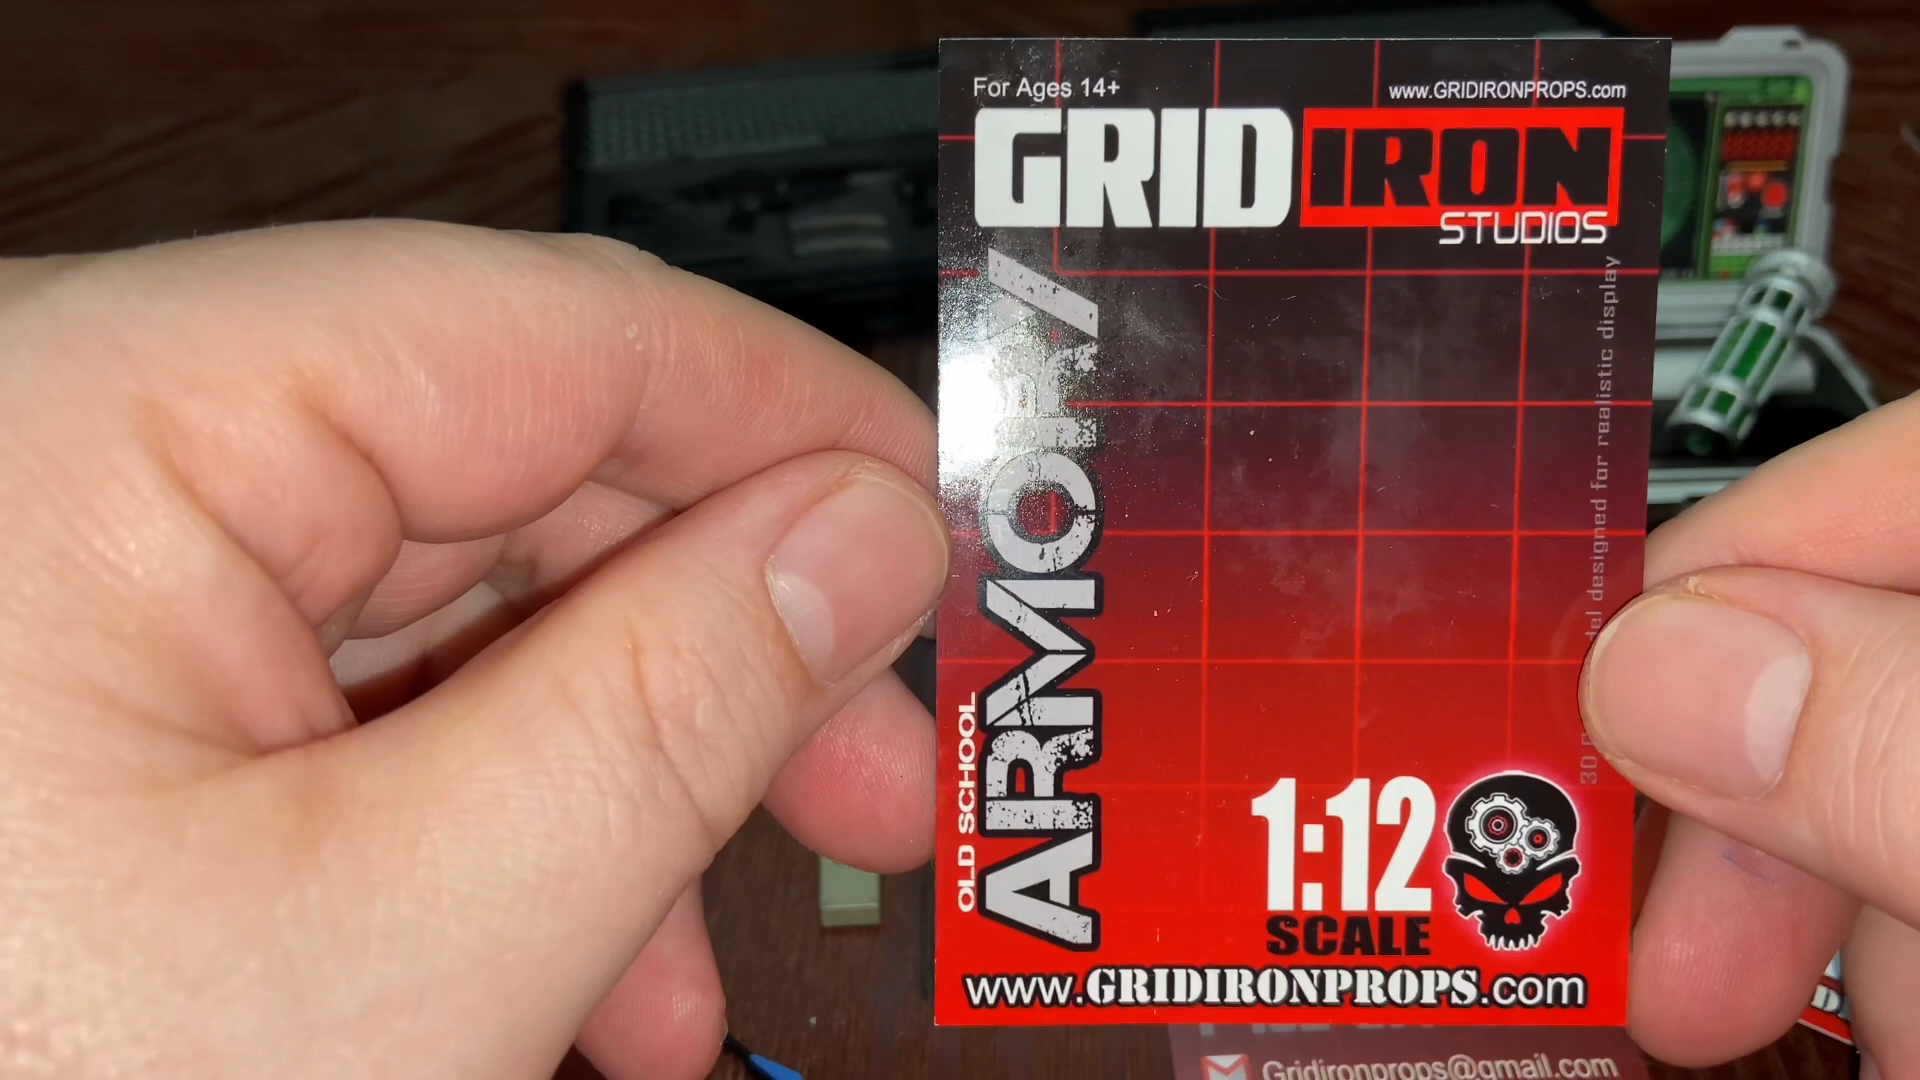 For Ages 14+
www.GRIDIRONPROPS.com
GRID IRON
STUDIOS
OLD SCHOOL
ARMORY
designed for realistic display
1:12
SCALE
www.GRIDIRONPROPS.com
Gridironprops@gmail.com